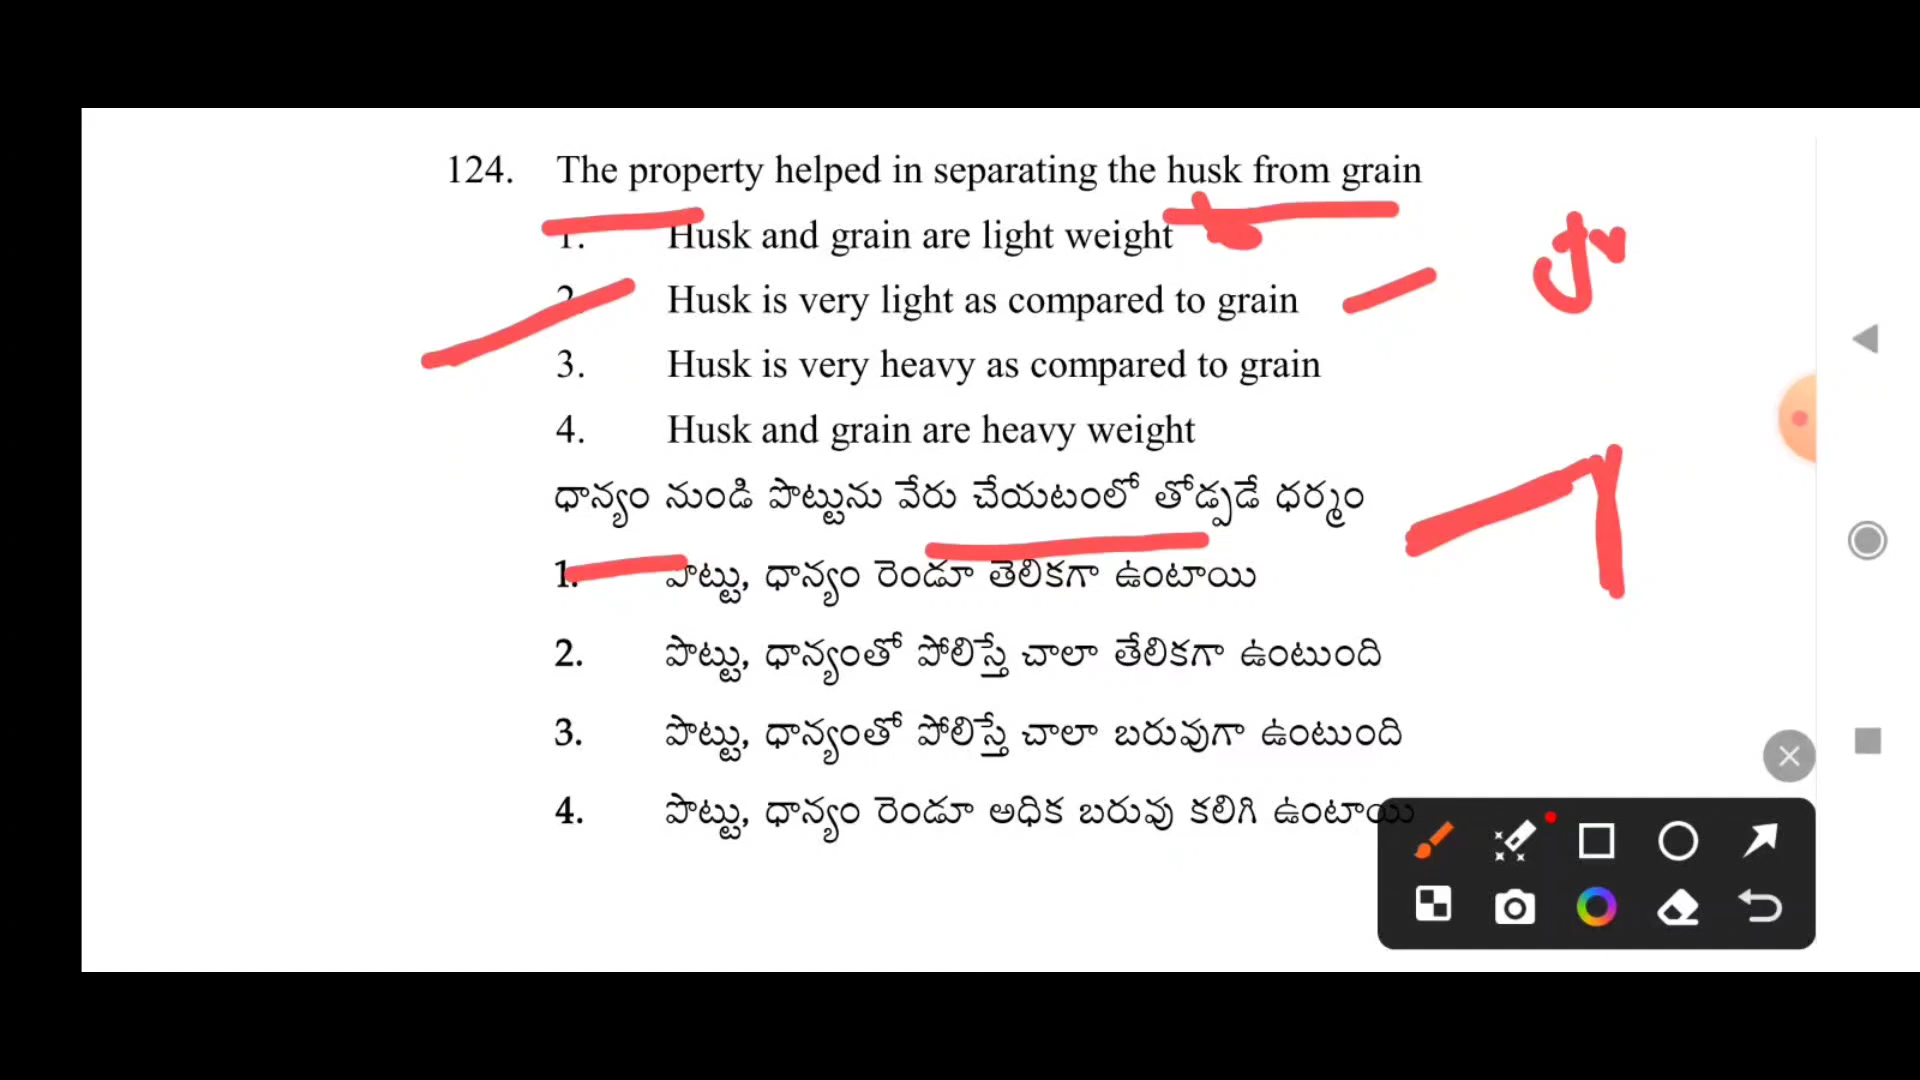 124. The property helped in separating the husk from grain
1. Husk and grain are light weight
2. Husk is very light as compared to grain
3. Husk is very heavy as compared to grain
4. Husk and grain are heavy weight
ధాన్యం నుండి పొట్టును వేరు చేయటంలో తోడ్పడే ధర్మం
1. పొట్టు, ధాన్యం రెండూ తేలికగా ఉంటాయి
2. పొట్టు, ధాన్యంతో పోలిస్తే చాలా తేలికగా ఉంటుంది
3. పొట్టు, ధాన్యంతో పోలిస్తే చాలా బరువుగా ఉంటుంది
4. పొట్టు, ధాన్యం రెండూ అధిక బరువు కలిగి ఉంటాయి